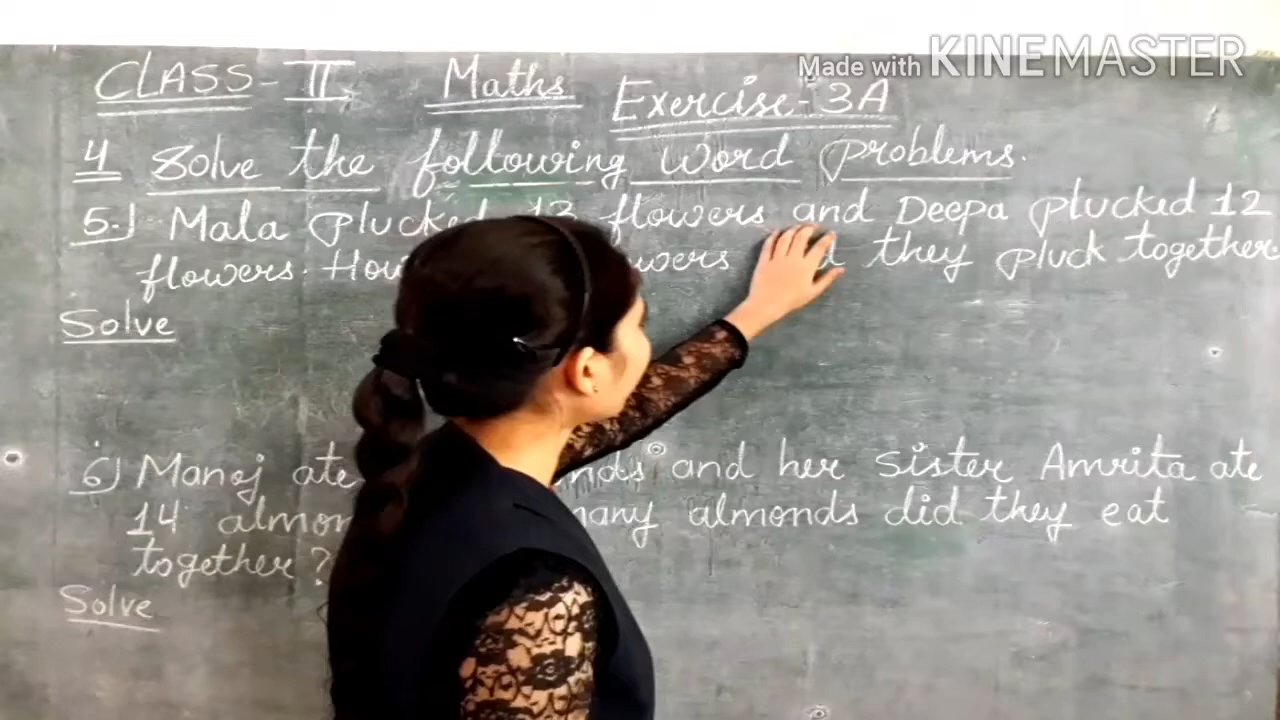 Made with KINEMASTER
CLASS-II Maths Exercise-3A
4 Solve the following word problems.
5.) Mala plucked 13 flowers and Deepa plucked 12
flowers. they pluck together
Solve
6) Manoj ate and her sister Amrita ate
14 many almonds did they eat
together?
Solve